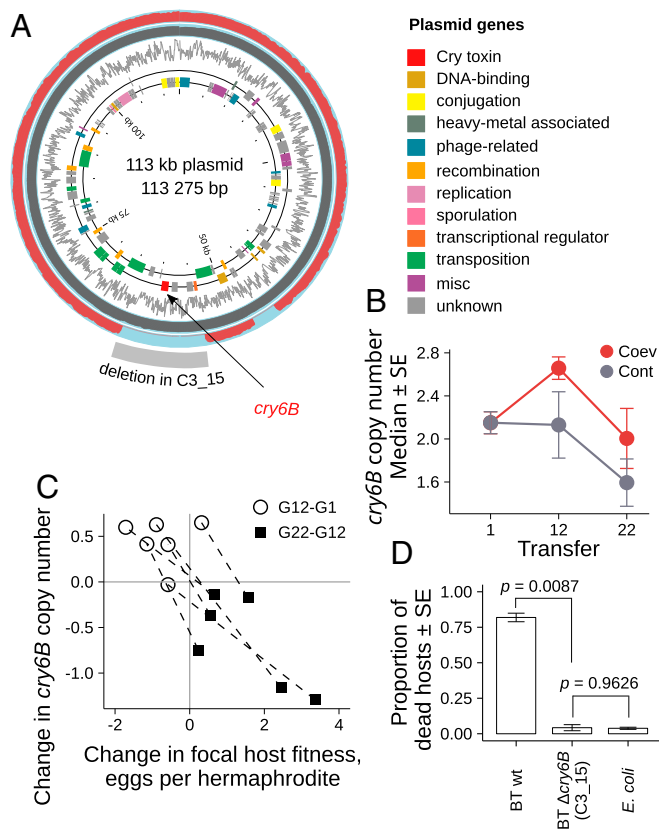 A
Plasmid genes
Cry toxin
DNA-binding
conjugation
heavy-metal associated
phage-related
recombination
replication
sporulation
transcriptional regulator
transposition
misc
unknown
100 kb
113 kb plasmid
113 275 bp
75 kb
50 kb
deletion in C3_15
cry6B
B
cry6B copy number
Median ± SE
2.8
2.4
2.0
1.6
Coev
Cont
1 12 22
Transfer
C
Change in cry6B copy number
0.5
0.0
-0.5
-1.0
G12-G1
G22-G12
-2 0 2 4
Change in focal host fitness,
eggs per hermaphrodite
D
Proportion of
dead hosts ± SE
1.00
0.75
0.50
0.25
0.00
p = 0.0087
p = 0.9626
BT wt
BT Δcry6B
(C3_15)
E. coli